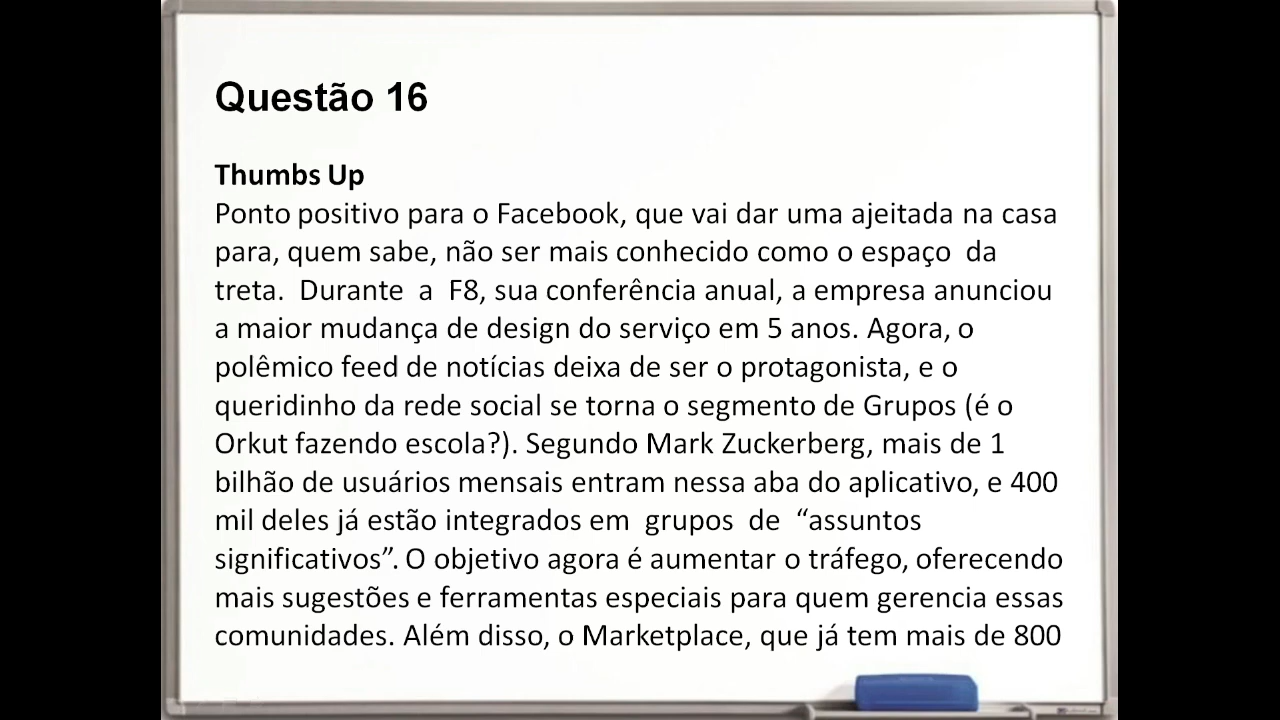 Questão 16
Thumbs Up
Ponto positivo para o Facebook, que vai dar uma ajeitada na casa
para, quem sabe, não ser mais conhecido como o espaço da
treta. Durante a F8, sua conferência anual, a empresa anunciou
a maior mudança de design do serviço em 5 anos. Agora, o
polêmico feed de notícias deixa de ser o protagonista, e o
queridinho da rede social se torna o segmento de Grupos (é o
Orkut fazendo escola?). Segundo Mark Zuckerberg, mais de 1
bilhão de usuários mensais entram nessa aba do aplicativo, e 400
mil deles já estão integrados em grupos de “assuntos
significativos”. O objetivo agora é aumentar o tráfego, oferecendo
mais sugestões e ferramentas especiais para quem gerencia essas
comunidades. Além disso, o Marketplace, que já tem mais de 800